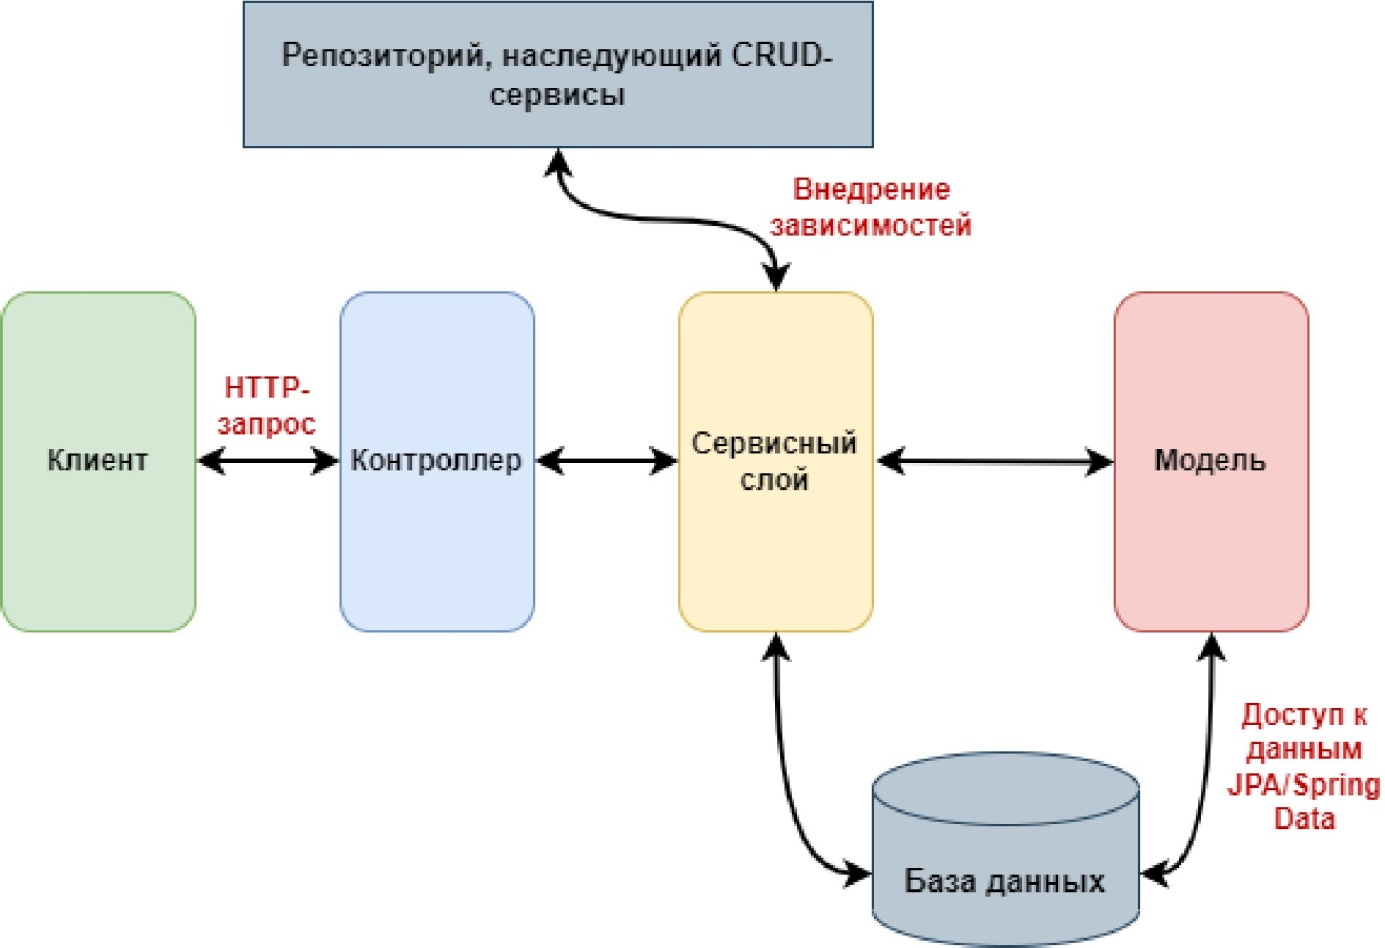 Репозиторий, наследующий CRUD-
сервисы
Внедрение
зависимостей
HTTP-
запрос
Клиент
Контроллер
Сервисный
слой
Модель
Доступ к
данным
JPA/Spring
Data
База данных